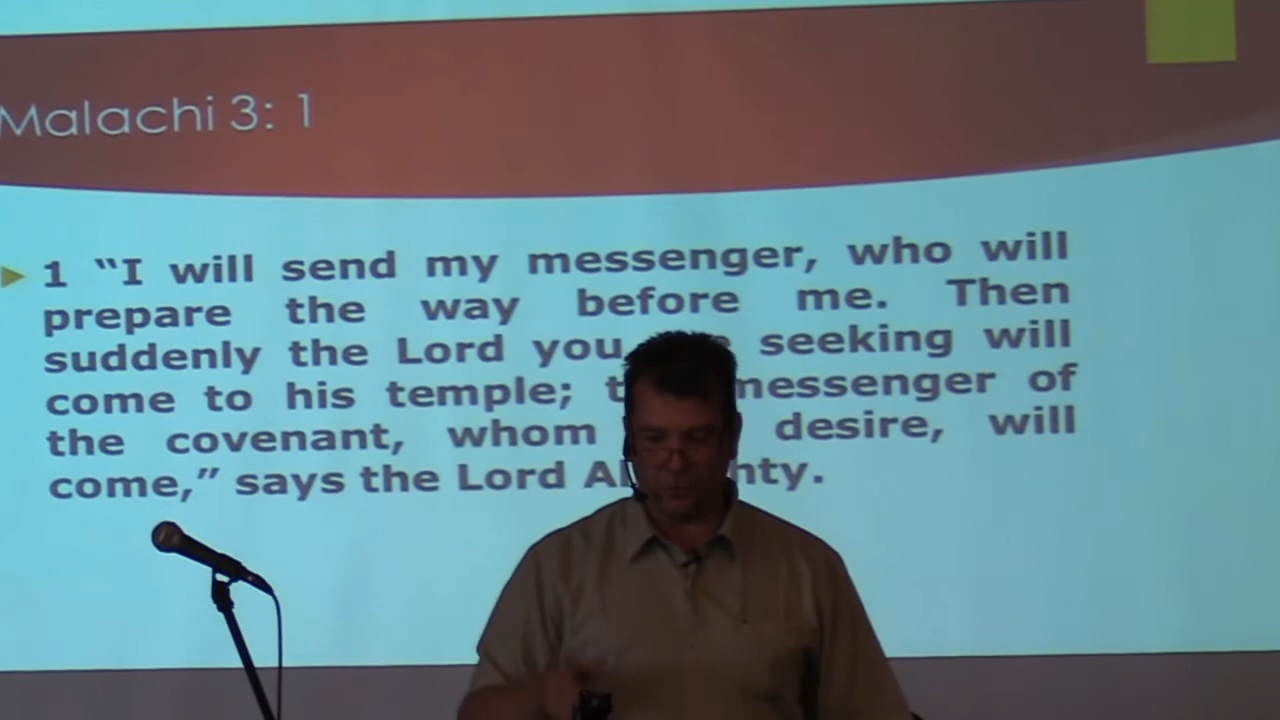 Malachi 3: 1
1 “I will send my messenger, who will
prepare the way before me. Then
suddenly the Lord you seeking will
come to his temple; messenger of
the covenant, whom desire, will
come,” says the Lord